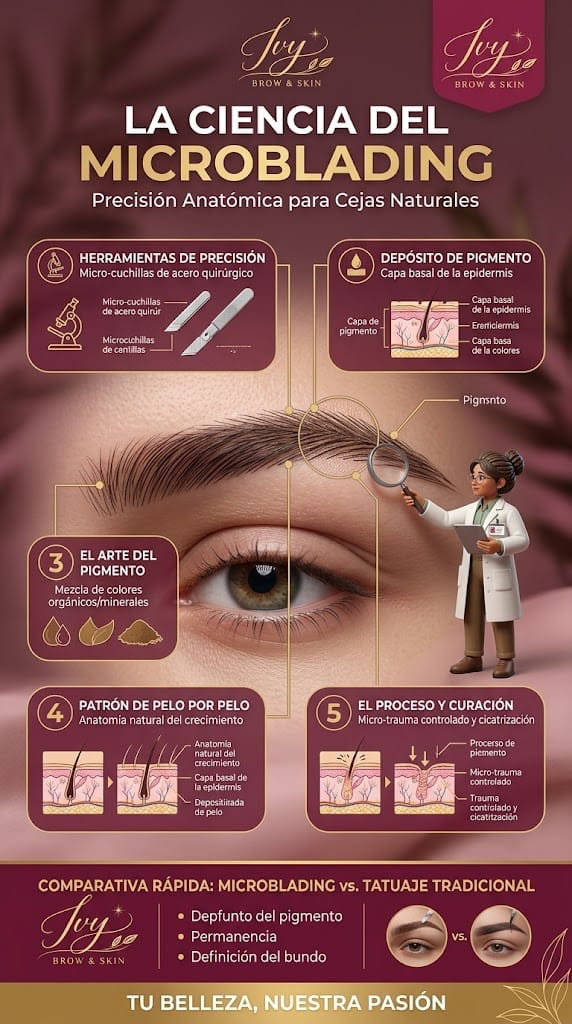 Ivy
BROW & SKIN
Ivy
BROW & SKIN
LA CIENCIA DEL
MICROBLADING
Precisión Anatómica para Cejas Naturales
HERRAMIENTAS DE PRECISIÓN
Micro-cuchillas de acero quirúrgico
Micro-cuchillas
de acero quirúr
Microcuchillas
de cantillas
DEPÓSITO DE PIGMENTO
Capa basal de la epidermis
Capa de
pigmento
Capa basal
de la epidermis
Capa basa
de la colores
Pignsnto
3
EL ARTE DEL
PIGMENTO
Mezcla de colores
orgánicos/minerales
4
PATRÓN DE PELO POR PELO
Anatomía natural del crecimiento
Anatomía
natural del
crecimiento
Capa basal de
la epidermis
de pelo
5
EL PROCESO Y CURACIÓN
Micro-trauma controlado y cicatrización
Proceso de
Micro-trauma
controlado
Trauma
controlado y
COMPARATIVA RÁPIDA: MICROBLADING vs. TATUAJE TRADICIONAL
Ivy
BROW & SKIN
• Depfunto del pigmento
• Permanencia
• Definición del bundo
vs.
TU BELLEZA, NUESTRA PASIÓN